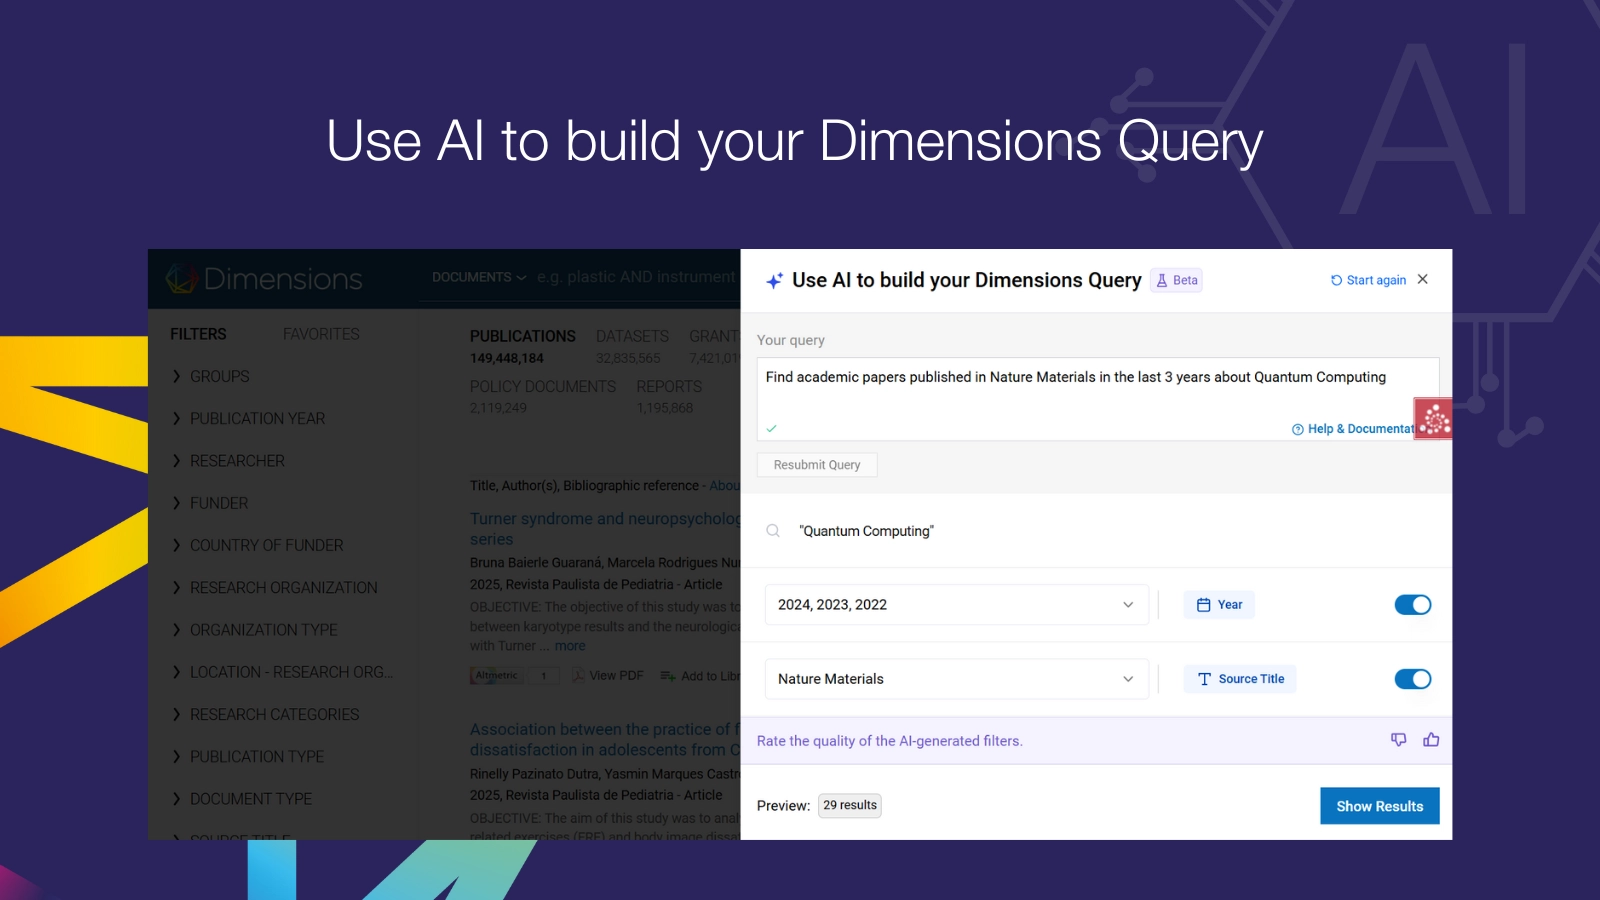 AI
Use AI to build your Dimensions Query
Dimensions
DOCUMENTS
e.g. plastic AND instrument
FILTERS
FAVORITES
GROUPS
PUBLICATION YEAR
RESEARCHER
FUNDER
COUNTRY OF FUNDER
RESEARCH ORGANIZATION
ORGANIZATION TYPE
LOCATION - RESEARCH ORG...
RESEARCH CATEGORIES
PUBLICATION TYPE
DOCUMENT TYPE
SOURCE TITLE
PUBLICATIONS DATASETS GRANTS
149,448,184 32,835,565 7,421,01
POLICY DOCUMENTS REPORTS
2,119,249 1,195,868
Title, Author(s), Bibliographic reference - Abou
Turner syndrome and neuropsycholog
series
Bruna Baierle Guaraná, Marcela Rodrigues Nu
2025, Revista Paulista de Pediatria - Article
OBJECTIVE: The objective of this study was to
between karyotype results and the neurologica
with Turner ... more
Altmetric 1 View PDF Add to Libr
Association between the practice of f
dissatisfaction in adolescents from C
Rinelly Pazinato Dutra, Yasmin Marques Castro
2025, Revista Paulista de Pediatria - Article
OBJECTIVE: The aim of this study was to anal
related exercises (FRE) and body image dissat
Use AI to build your Dimensions Query
Beta
Start again
Your query
Find academic papers published in Nature Materials in the last 3 years about Quantum Computing
Help & Documentati
Resubmit Query
"Quantum Computing"
2024, 2023, 2022
Year
Nature Materials
Source Title
Rate the quality of the AI-generated filters.
Preview: 29 results
Show Results